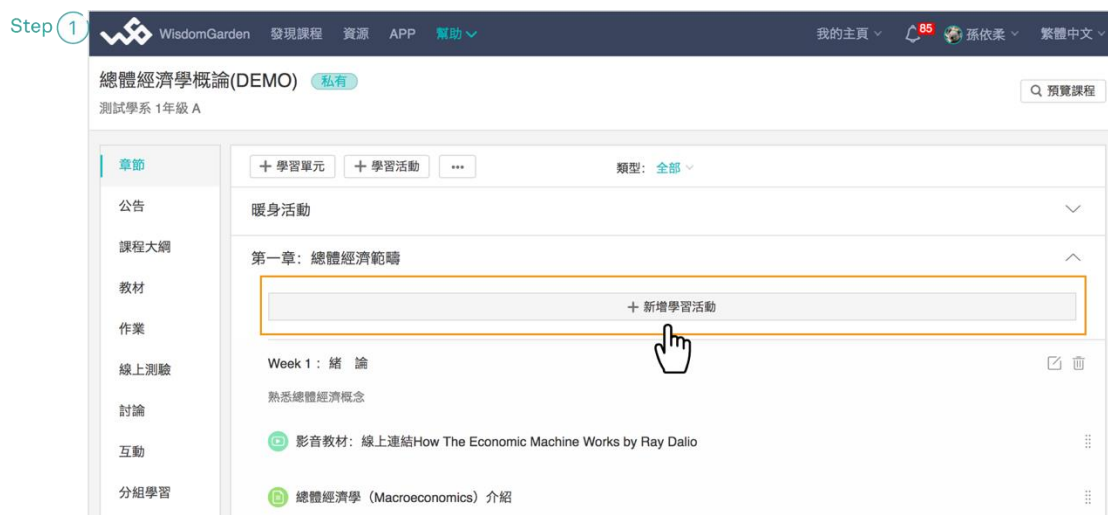 Step 1
WisdomGarden 發現課程 資源 APP 幫助 我的主頁 85 孫依柔 繁體中文
總體經濟學概論(DEMO) 私有
預覽課程
測試學系 1年級 A
章節
公告
課程大綱
教材
作業
線上測驗
討論
互動
分組學習
+ 學習單元 + 學習活動 ••• 類型: 全部
暖身活動
第一章: 總體經濟範疇
+ 新增學習活動
Week 1 : 緒 論
熟悉總體經濟概念
影音教材: 線上連結How The Economic Machine Works by Ray Dalio
總體經濟學（Macroeconomics）介紹